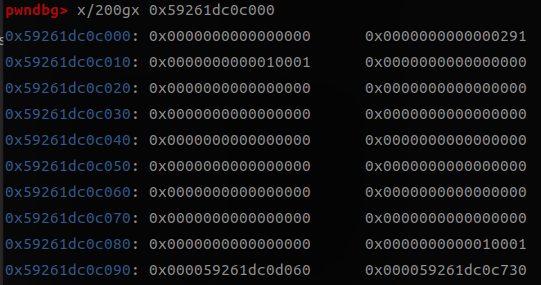 pwndbg> x/200gx 0x59261dc0c000
0x59261dc0c000: 0x0000000000000000 0x0000000000000291
0x59261dc0c010: 0x0000000000010001 0x0000000000000000
0x59261dc0c020: 0x0000000000000000 0x0000000000000000
0x59261dc0c030: 0x0000000000000000 0x0000000000000000
0x59261dc0c040: 0x0000000000000000 0x0000000000000000
0x59261dc0c050: 0x0000000000000000 0x0000000000000000
0x59261dc0c060: 0x0000000000000000 0x0000000000000000
0x59261dc0c070: 0x0000000000000000 0x0000000000000000
0x59261dc0c080: 0x0000000000000000 0x0000000000010001
0x59261dc0c090: 0x000059261dc0d060 0x000059261dc0c730